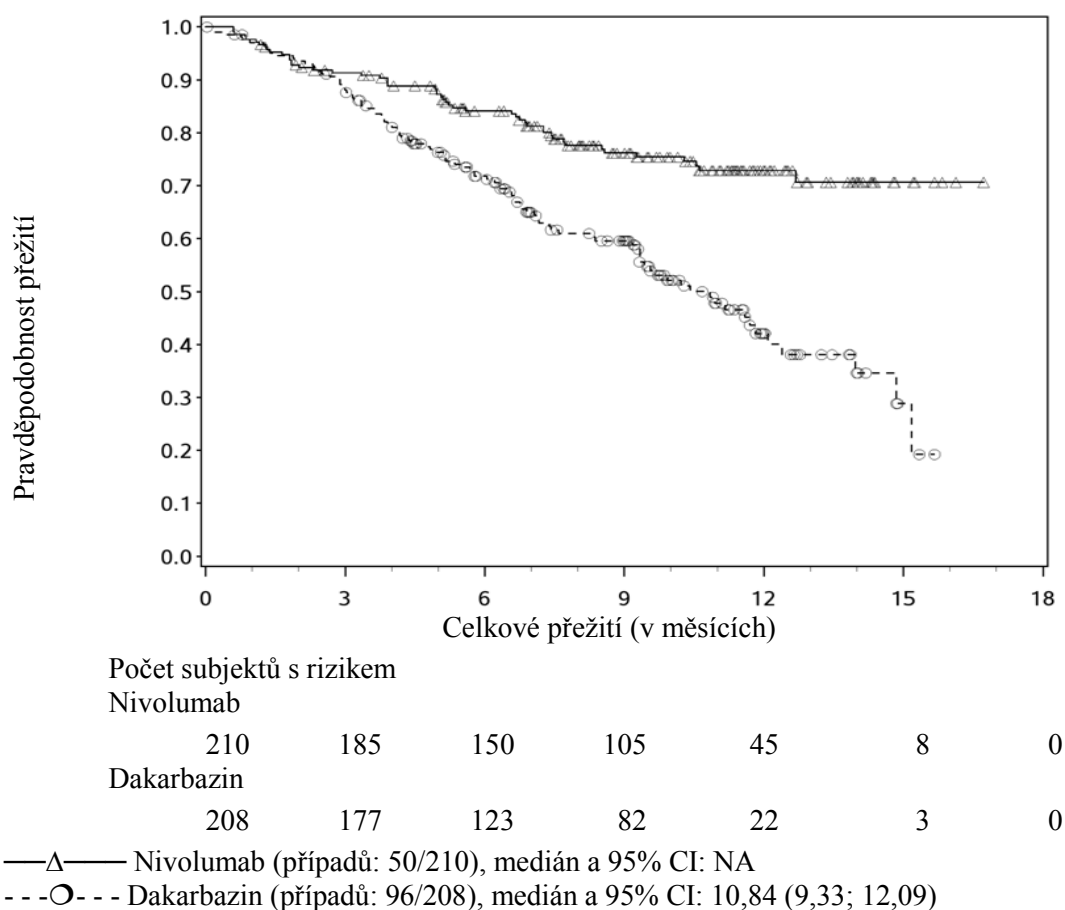 1.0
0.9
0.8
0.7
0.6
0.5
0.4
0.3
0.2
0.1
0.0
Pravděpodobnost přežití
0 3 6 9 12 15 18
Celkové přežití (v měsících)
Počet subjektů s rizikem
Nivolumab
210 185 150 105 45 8 0
Dakarbazin
208 177 123 82 22 3 0
──Δ─── Nivolumab (případů: 50/210), medián a 95% CI: NA
- - -O- - - Dakarbazin (případů: 96/208), medián a 95% CI: 10,84 (9,33; 12,09)